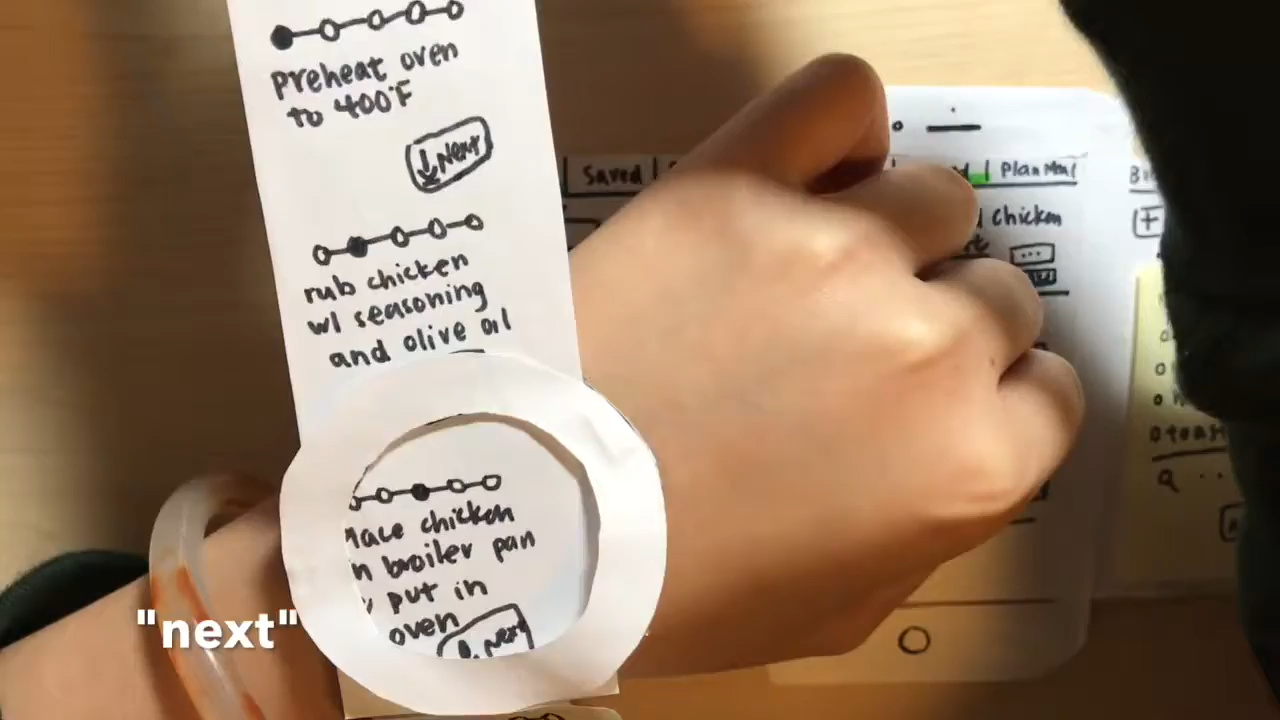 Preheat oven
to 400°F
↓ Next
rub chicken
w/ seasoning
and olive oil
chicken
broiler pan
put in
oven
Next
"next"
Saved
Plan Meal
chicken
+